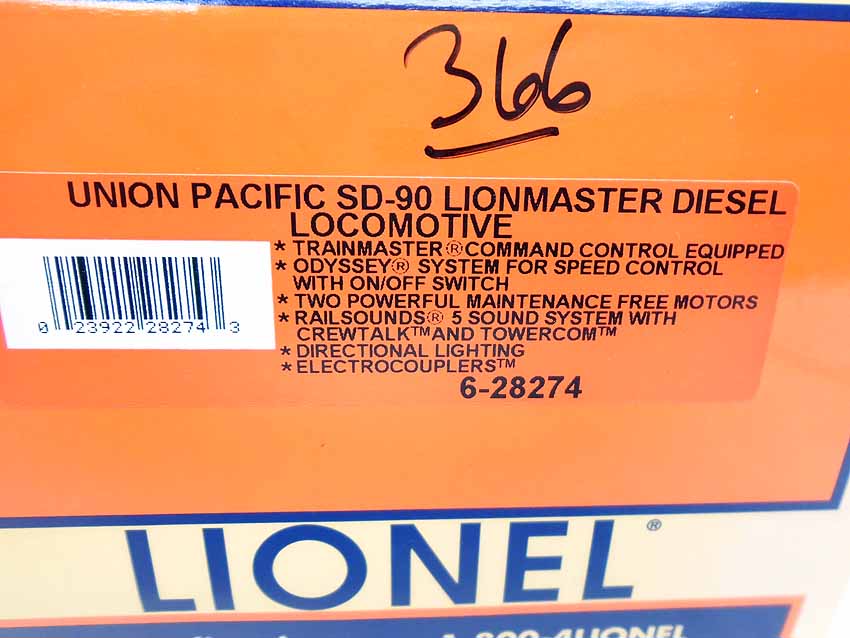 366
UNION PACIFIC SD-90 LIONMASTER DIESEL
LOCOMOTIVE
* TRAINMASTER® COMMAND CONTROL EQUIPPED
* ODYSSEY® SYSTEM FOR SPEED CONTROL
WITH ON/OFF SWITCH
* TWO POWERFUL MAINTENANCE FREE MOTORS
* RAILSOUNDS® 5 SOUND SYSTEM WITH
CREWTALK™ AND TOWERCOM™
* DIRECTIONAL LIGHTING
* ELECTROCOUPLERS™
6-28274
0 23922 28274 3
LIONEL®
800-4LIONEL